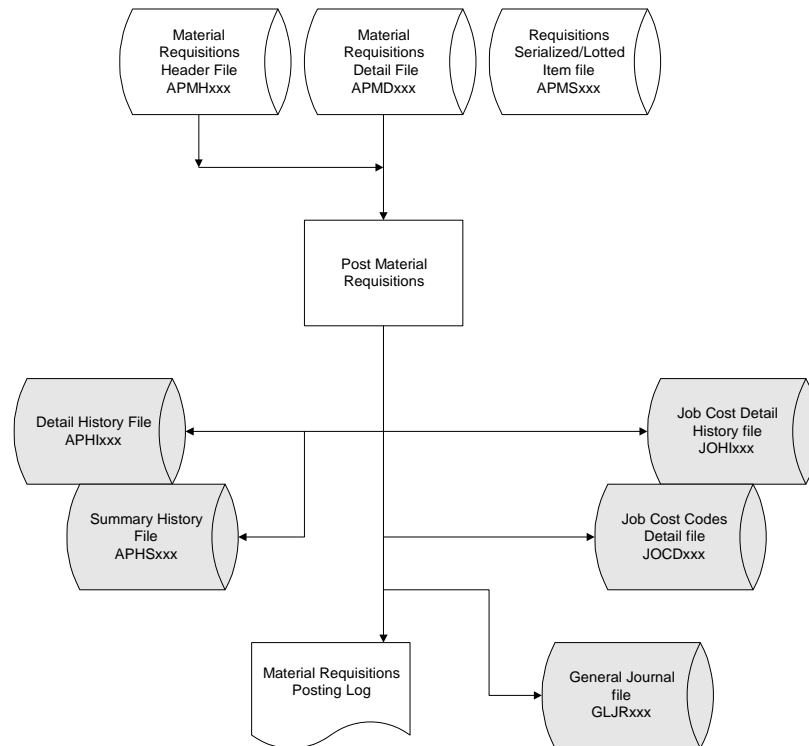 Material
Requisitions
Header File
APMHxxx
Material
Requisitions
Detail File
APMDxxx
Requisitions
Serialized/Lotted
Item file
APMSxxx
Post Material
Requisitions
Detail History File
APHIxxx
Job Cost Detail
History file
JOHIxxx
Summary History
File
APHSxxx
Job Cost Codes
Detail file
JOCDxxx
Material Requisitions
Posting Log
General Journal
file
GLJRxxx